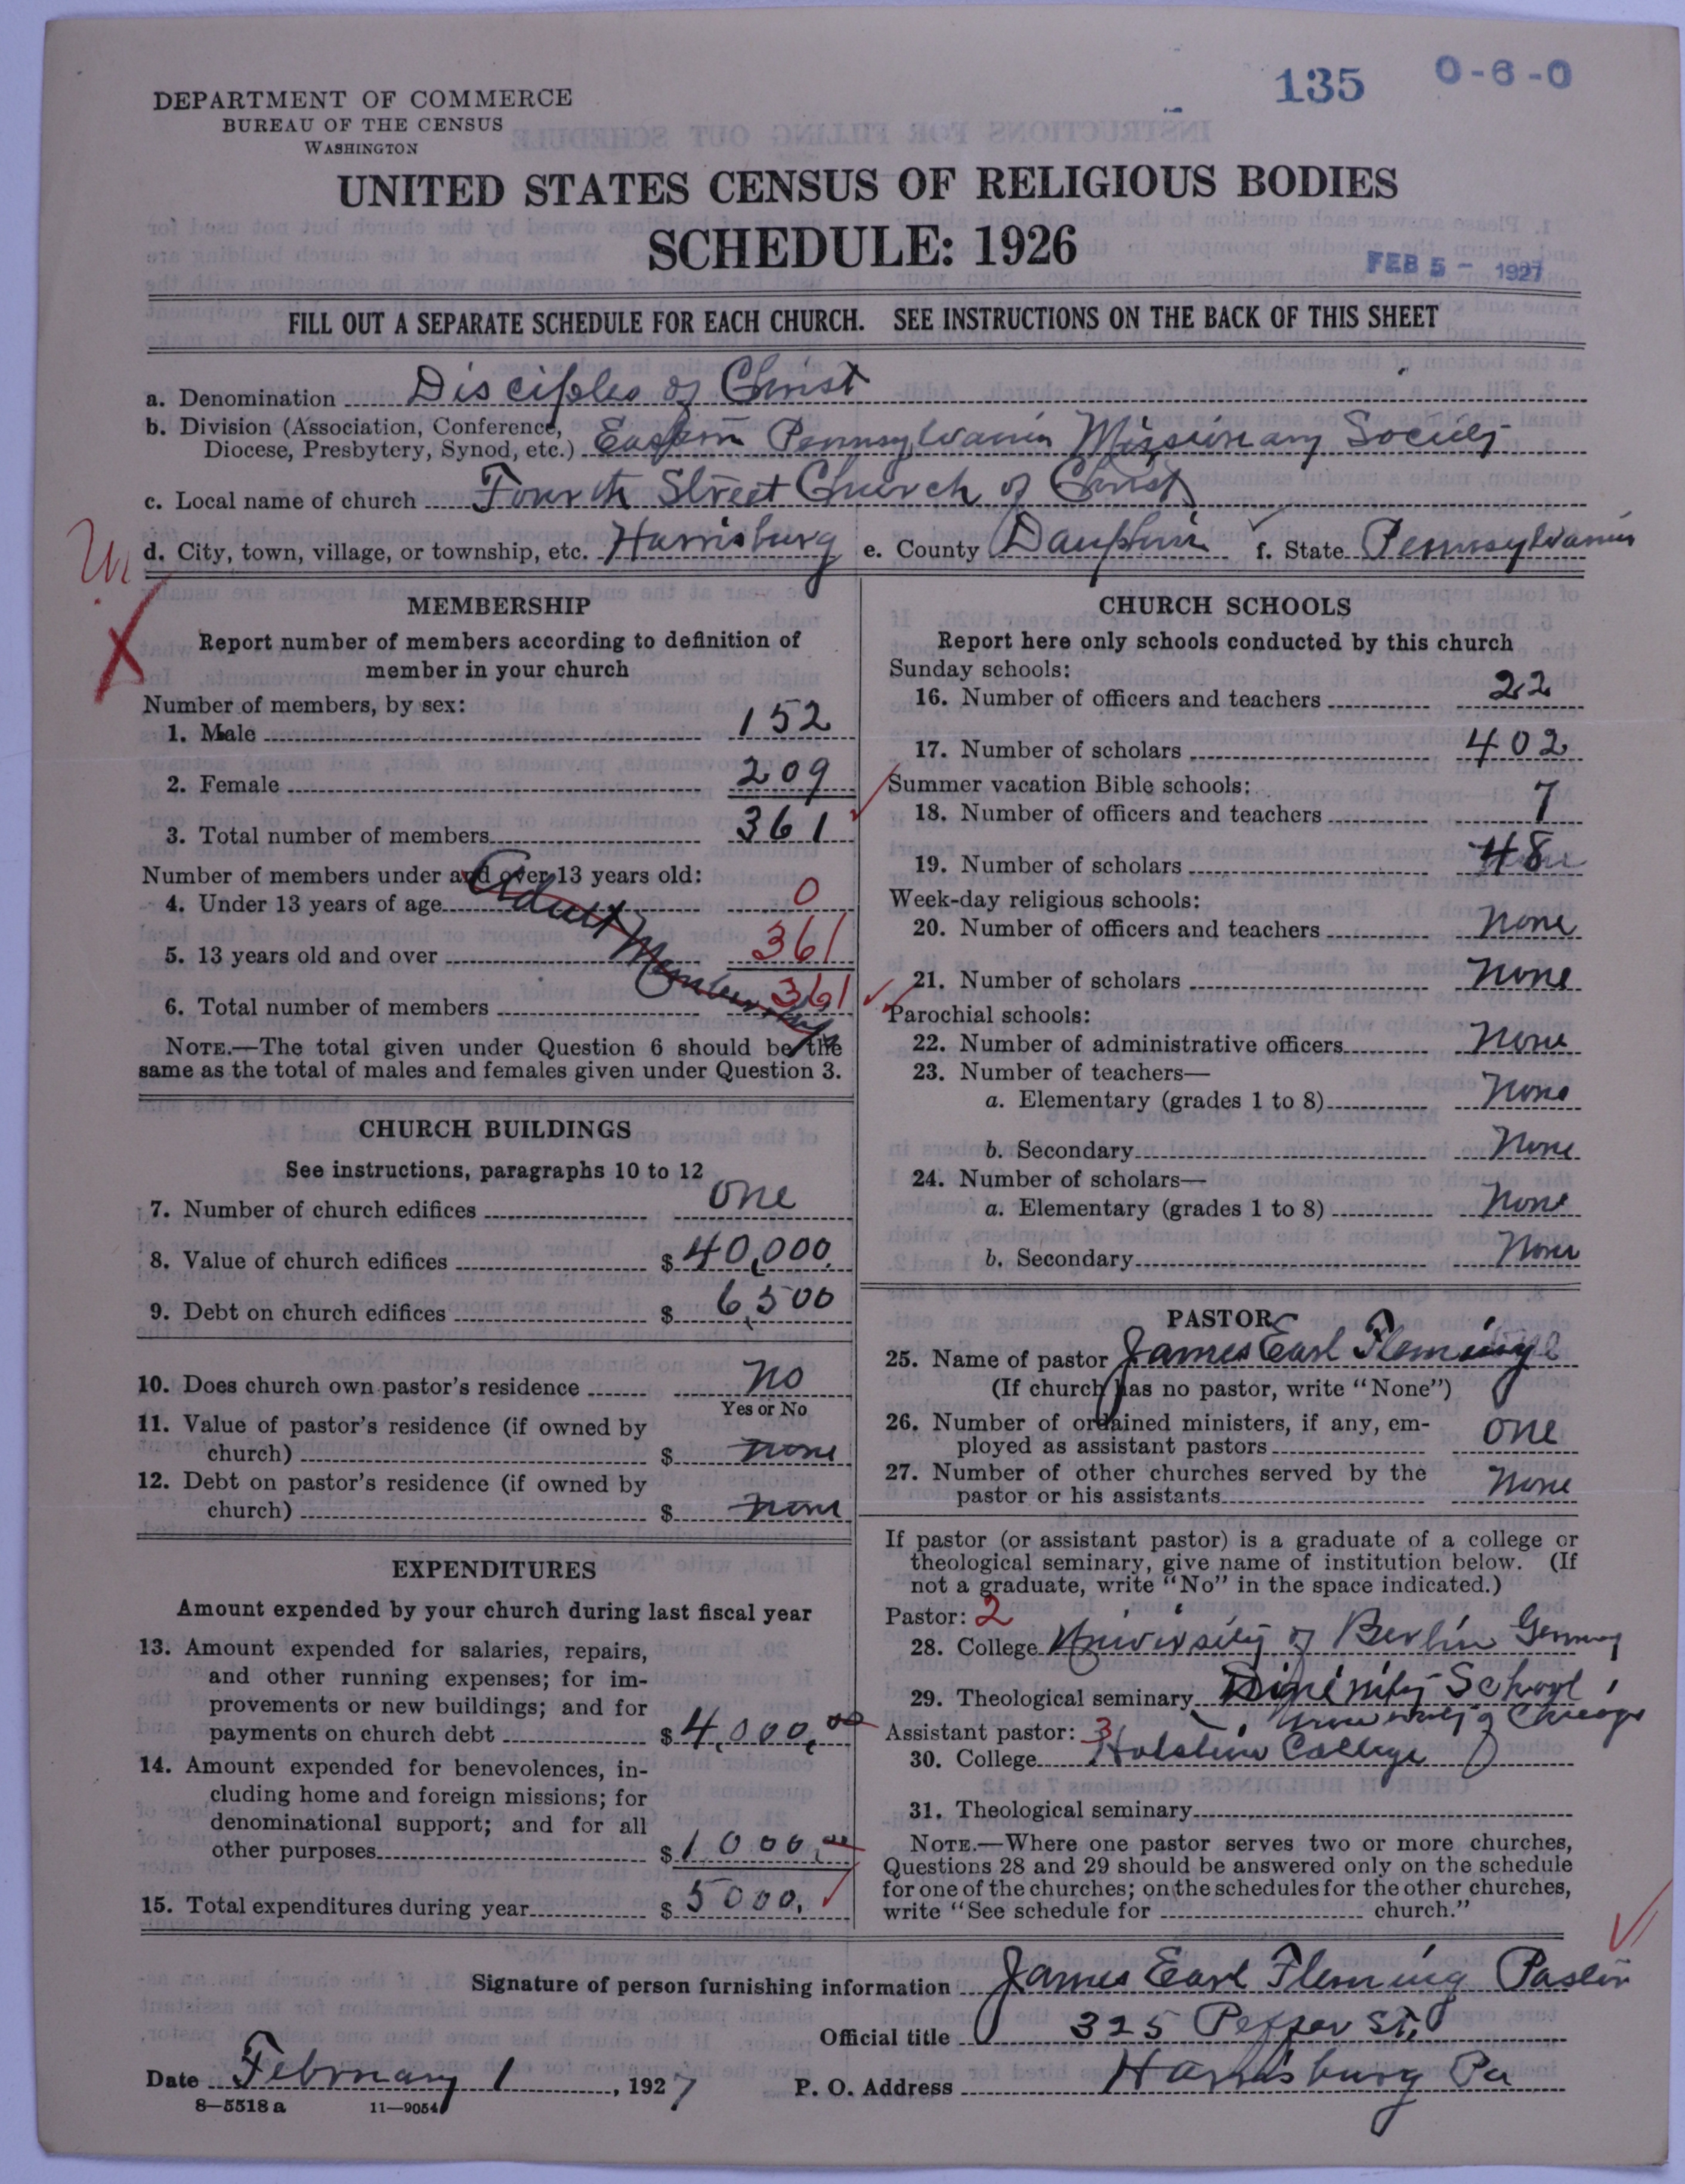 135 0-6-0
DEPARTMENT OF COMMERCE
BUREAU OF THE CENSUS
WASHINGTON
UNITED STATES CENSUS OF RELIGIOUS BODIES
SCHEDULE: 1926
FEB 5 - 1927
FILL OUT A SEPARATE SCHEDULE FOR EACH CHURCH. SEE INSTRUCTIONS ON THE BACK OF THIS SHEET
a. Denomination Disciples of Christ
b. Division (Association, Conference,
Diocese, Presbytery, Synod, etc.) Eastern Pennsylvania Missionary Society
c. Local name of church Fourth Street Church of Christ
d. City, town, village, or township, etc. Harrisburg e. County Dauphin f. State Pennsylvania
MEMBERSHIP
Report number of members according to definition of
member in your church
Number of members, by sex:
1. Male 152
2. Female 209
3. Total number of members 361
Number of members under and over 13 years old:
4. Under 13 years of age 0
Adult Membership
5. 13 years old and over 361
6. Total number of members 361
NOTE.—The total given under Question 6 should be the
same as the total of males and females given under Question 3.
CHURCH BUILDINGS
See instructions, paragraphs 10 to 12
7. Number of church edifices one
8. Value of church edifices $ 40,000.
9. Debt on church edifices $ 6,500
10. Does church own pastor's residence No
Yes or No
11. Value of pastor's residence (if owned by
church) $ none
12. Debt on pastor's residence (if owned by
church) $ none
EXPENDITURES
Amount expended by your church during last fiscal year
13. Amount expended for salaries, repairs,
and other running expenses; for im-
provements or new buildings; and for
payments on church debt $ 4,000.00
14. Amount expended for benevolences, in-
cluding home and foreign missions; for
denominational support; and for all
other purposes $ 1000.00
15. Total expenditures during year $ 5000.
CHURCH SCHOOLS
Report here only schools conducted by this church
Sunday schools:
16. Number of officers and teachers 22
17. Number of scholars 402
Summer vacation Bible schools:
18. Number of officers and teachers 7
19. Number of scholars 48
Week-day religious schools:
20. Number of officers and teachers none
21. Number of scholars none
Parochial schools:
22. Number of administrative officers none
23. Number of teachers—
a. Elementary (grades 1 to 8) none
b. Secondary none
24. Number of scholars—
a. Elementary (grades 1 to 8) none
b. Secondary none
PASTOR
25. Name of pastor James Earl Fleming
(If church has no pastor, write "None")
26. Number of ordained ministers, if any, em-
ployed as assistant pastors one
27. Number of other churches served by the
pastor or his assistants none
If pastor (or assistant pastor) is a graduate of a college or
theological seminary, give name of institution below. (If
not a graduate, write "No" in the space indicated.)
Pastor: 2
28. College University of Berlin Germany
29. Theological seminary Divinity School,
University of Chicago
Assistant pastor: 3
30. College College
31. Theological seminary
NOTE.—Where one pastor serves two or more churches,
Questions 28 and 29 should be answered only on the schedule
for one of the churches; on the schedules for the other churches,
write "See schedule for church."
Signature of person furnishing information James Earl Fleming Pastor
Official title 325 Peffer St.
Date February 1, 1927 P. O. Address Harrisburg Pa
8—5518a 11—9054